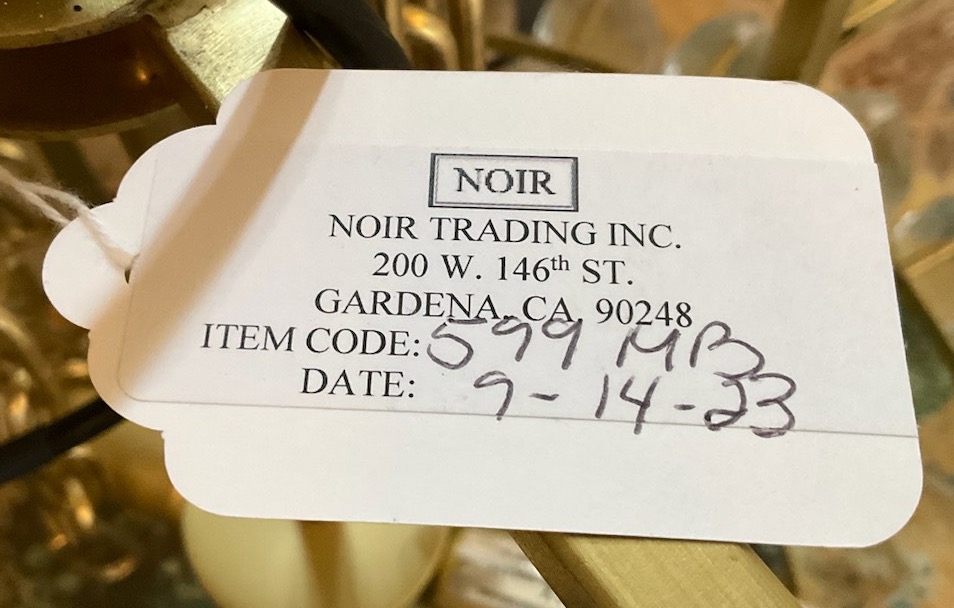 NOIR
NOIR TRADING INC.
200 W. 146th ST.
GARDENA, CA, 90248
ITEM CODE: 599 MB
DATE: 9-14-23